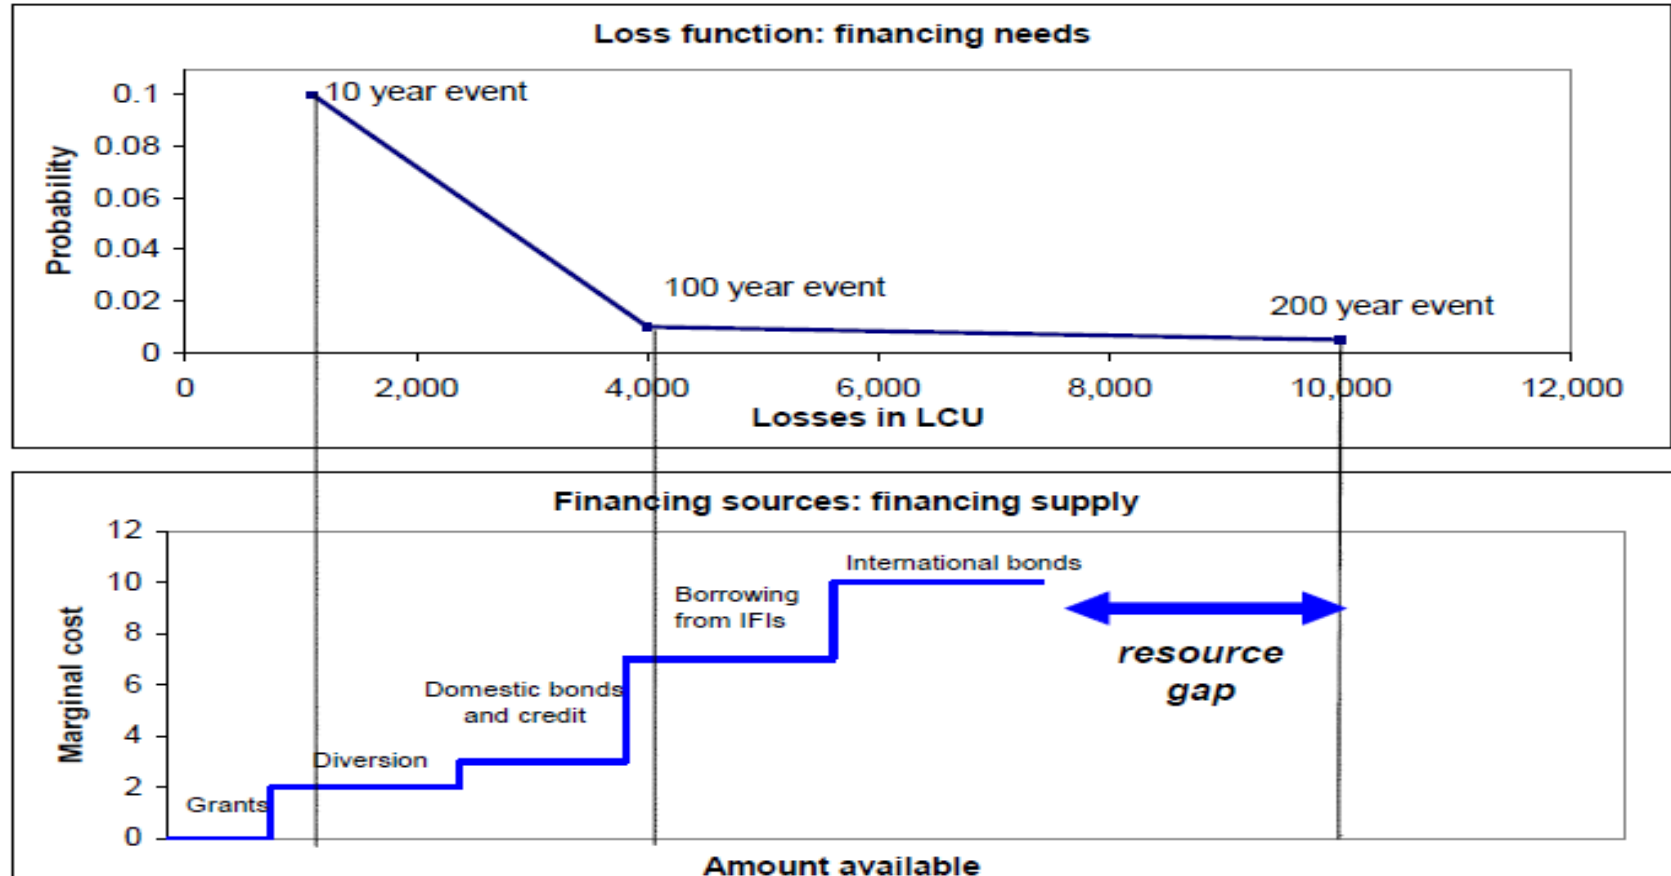 Loss function: financing needs
Probability
0.1
0.08
0.06
0.04
0.02
0
10 year event
100 year event
200 year event
0 2,000 4,000 6,000 8,000 10,000 12,000
Losses in LCU
Financing sources: financing supply
Marginal cost
12
10
8
6
4
2
0
International bonds
Borrowing
from IFIs
resource
gap
Domestic bonds
and credit
Diversion
Grants
Amount available